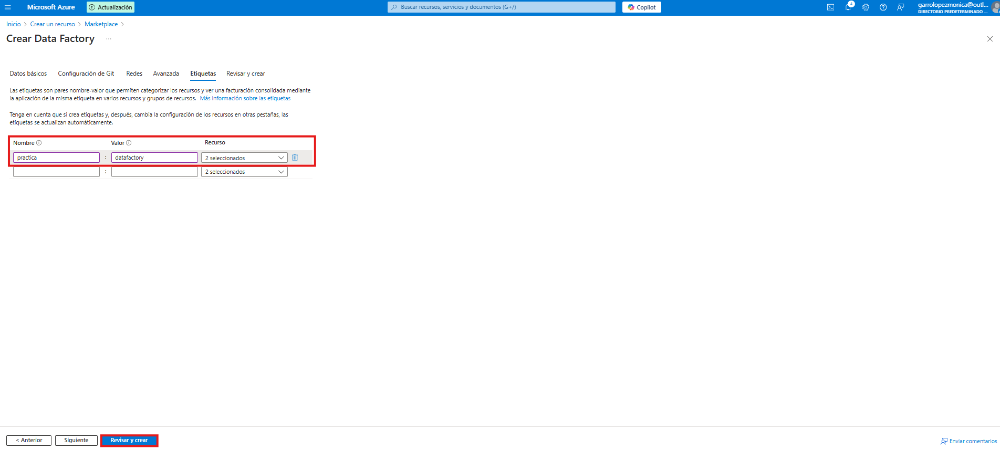 Microsoft Azure
Actualización
Buscar recursos, servicios y documentos (G+/)
Copilot
4
garrolopezmonica@outl...
DIRECTORIO PREDETERMINADO ...
Inicio > Crear un recurso > Marketplace >
Crear Data Factory ...
Datos básicos Configuración de Git Redes Avanzada Etiquetas Revisar y crear
Las etiquetas son pares nombre-valor que permiten categorizar los recursos y ver una facturación consolidada mediante
la aplicación de la misma etiqueta en varios recursos y grupos de recursos. Más información sobre las etiquetas
Tenga en cuenta que si crea etiquetas y, después, cambia la configuración de los recursos en otras pestañas, las
etiquetas se actualizan automáticamente.
Nombre Valor Recurso
practica : datafactory 2 seleccionados
: 2 seleccionados
< Anterior Siguiente Revisar y crear
Enviar comentarios